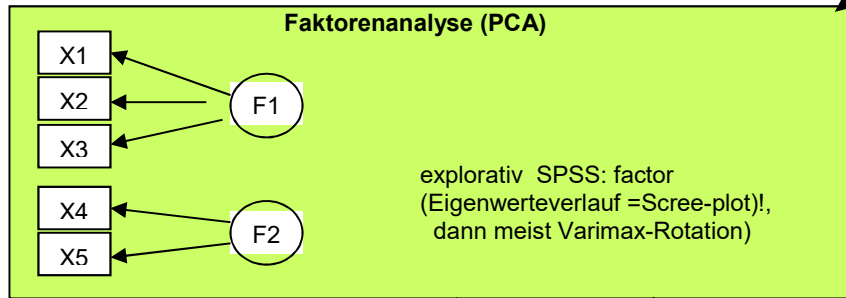 Faktorenanalyse (PCA)
X1
X2
F1
X3
explorativ SPSS: factor
(Eigenwerteverlauf =Scree-plot)!,
dann meist Varimax-Rotation)
X4
F2
X5